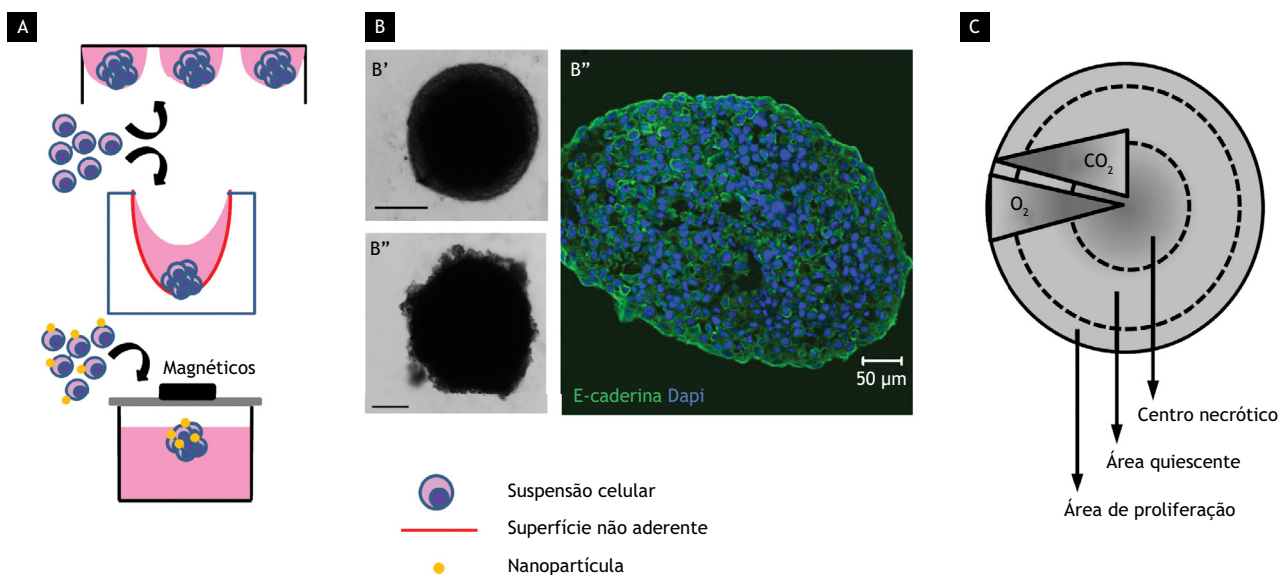 A
Magnéticos
B
B'
B”
B”
50 µm
E-caderina Dapi
Suspensão celular
Superfície não aderente
Nanopartícula
C
CO2
O2
Centro necrótico
Área quiescente
Área de proliferação